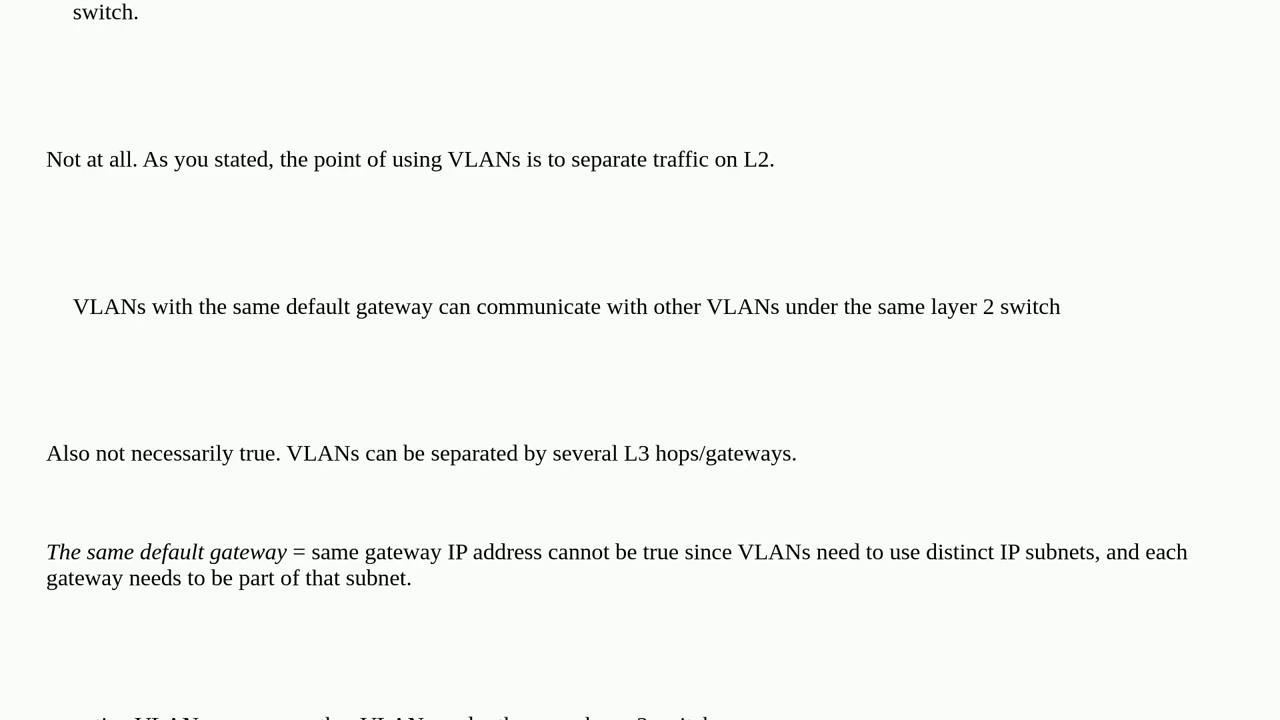 switch.
Not at all. As you stated, the point of using VLANs is to separate traffic on L2.
VLANs with the same default gateway can communicate with other VLANs under the same layer 2 switch
Also not necessarily true. VLANs can be separated by several L3 hops/gateways.
The same default gateway = same gateway IP address cannot be true since VLANs need to use distinct IP subnets, and each
gateway needs to be part of that subnet.